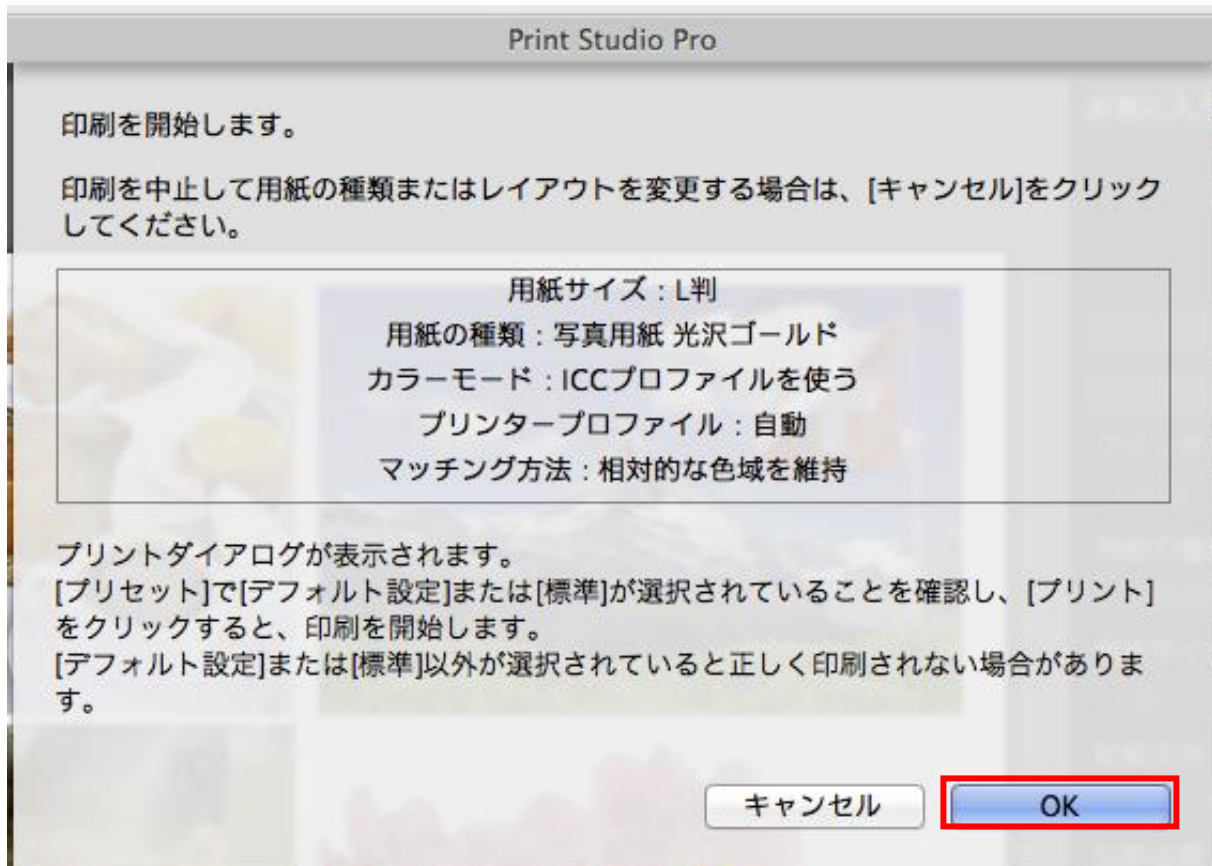 Print Studio Pro
印刷を開始します。
印刷を中止して用紙の種類またはレイアウトを変更する場合は、[キャンセル]をクリック
してください。
用紙サイズ：L判
用紙の種類：写真用紙 光沢ゴールド
カラーモード：ICCプロファイルを使う
プリンタープロファイル：自動
マッチング方法：相対的な色域を維持
プリントダイアログが表示されます。
[プリセット]で[デフォルト設定]または[標準]が選択されていることを確認し、[プリント]
をクリックすると、印刷を開始します。
[デフォルト設定]または[標準]以外が選択されていると正しく印刷されない場合がありま
す。
キャンセル
OK